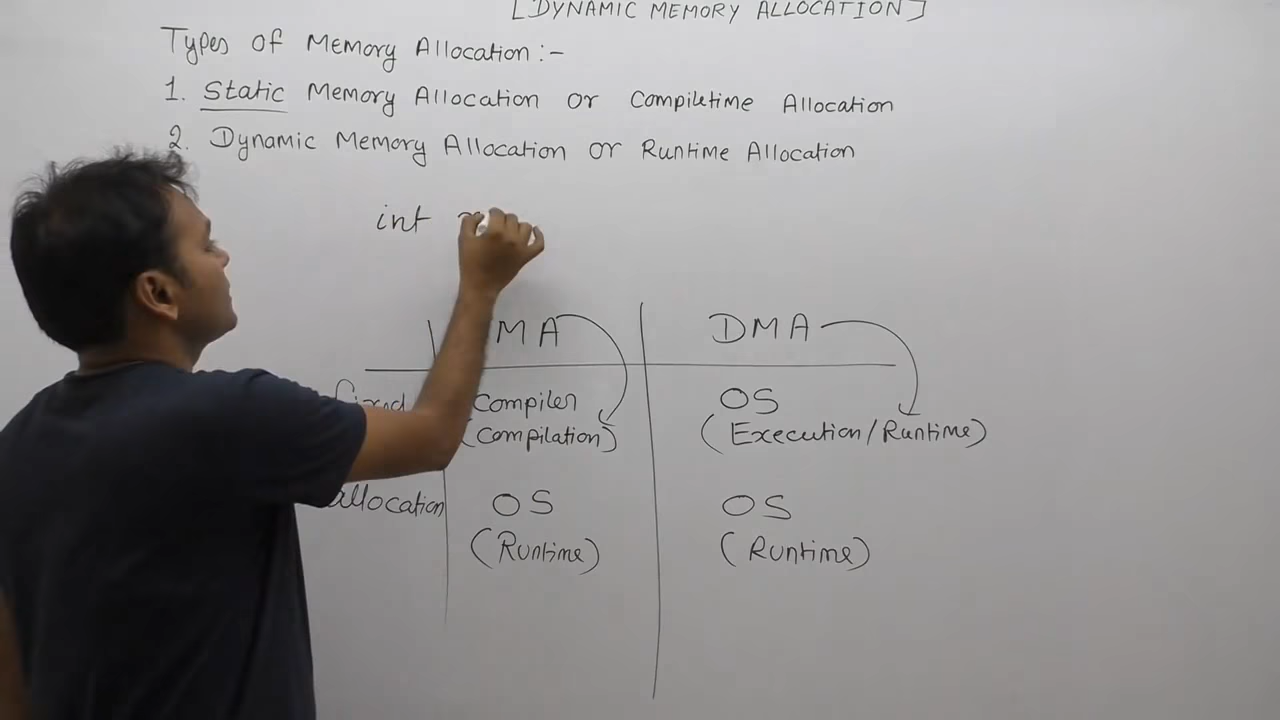 [DYNAMIC MEMORY ALLOCATION]
Types of Memory Allocation :-
1. Static Memory Allocation or Compiletime Allocation
2. Dynamic Memory Allocation or Runtime Allocation
int
MA DMA
Compiler OS
(Compilation) (Execution/Runtime)
allocation OS OS
(Runtime) (Runtime)